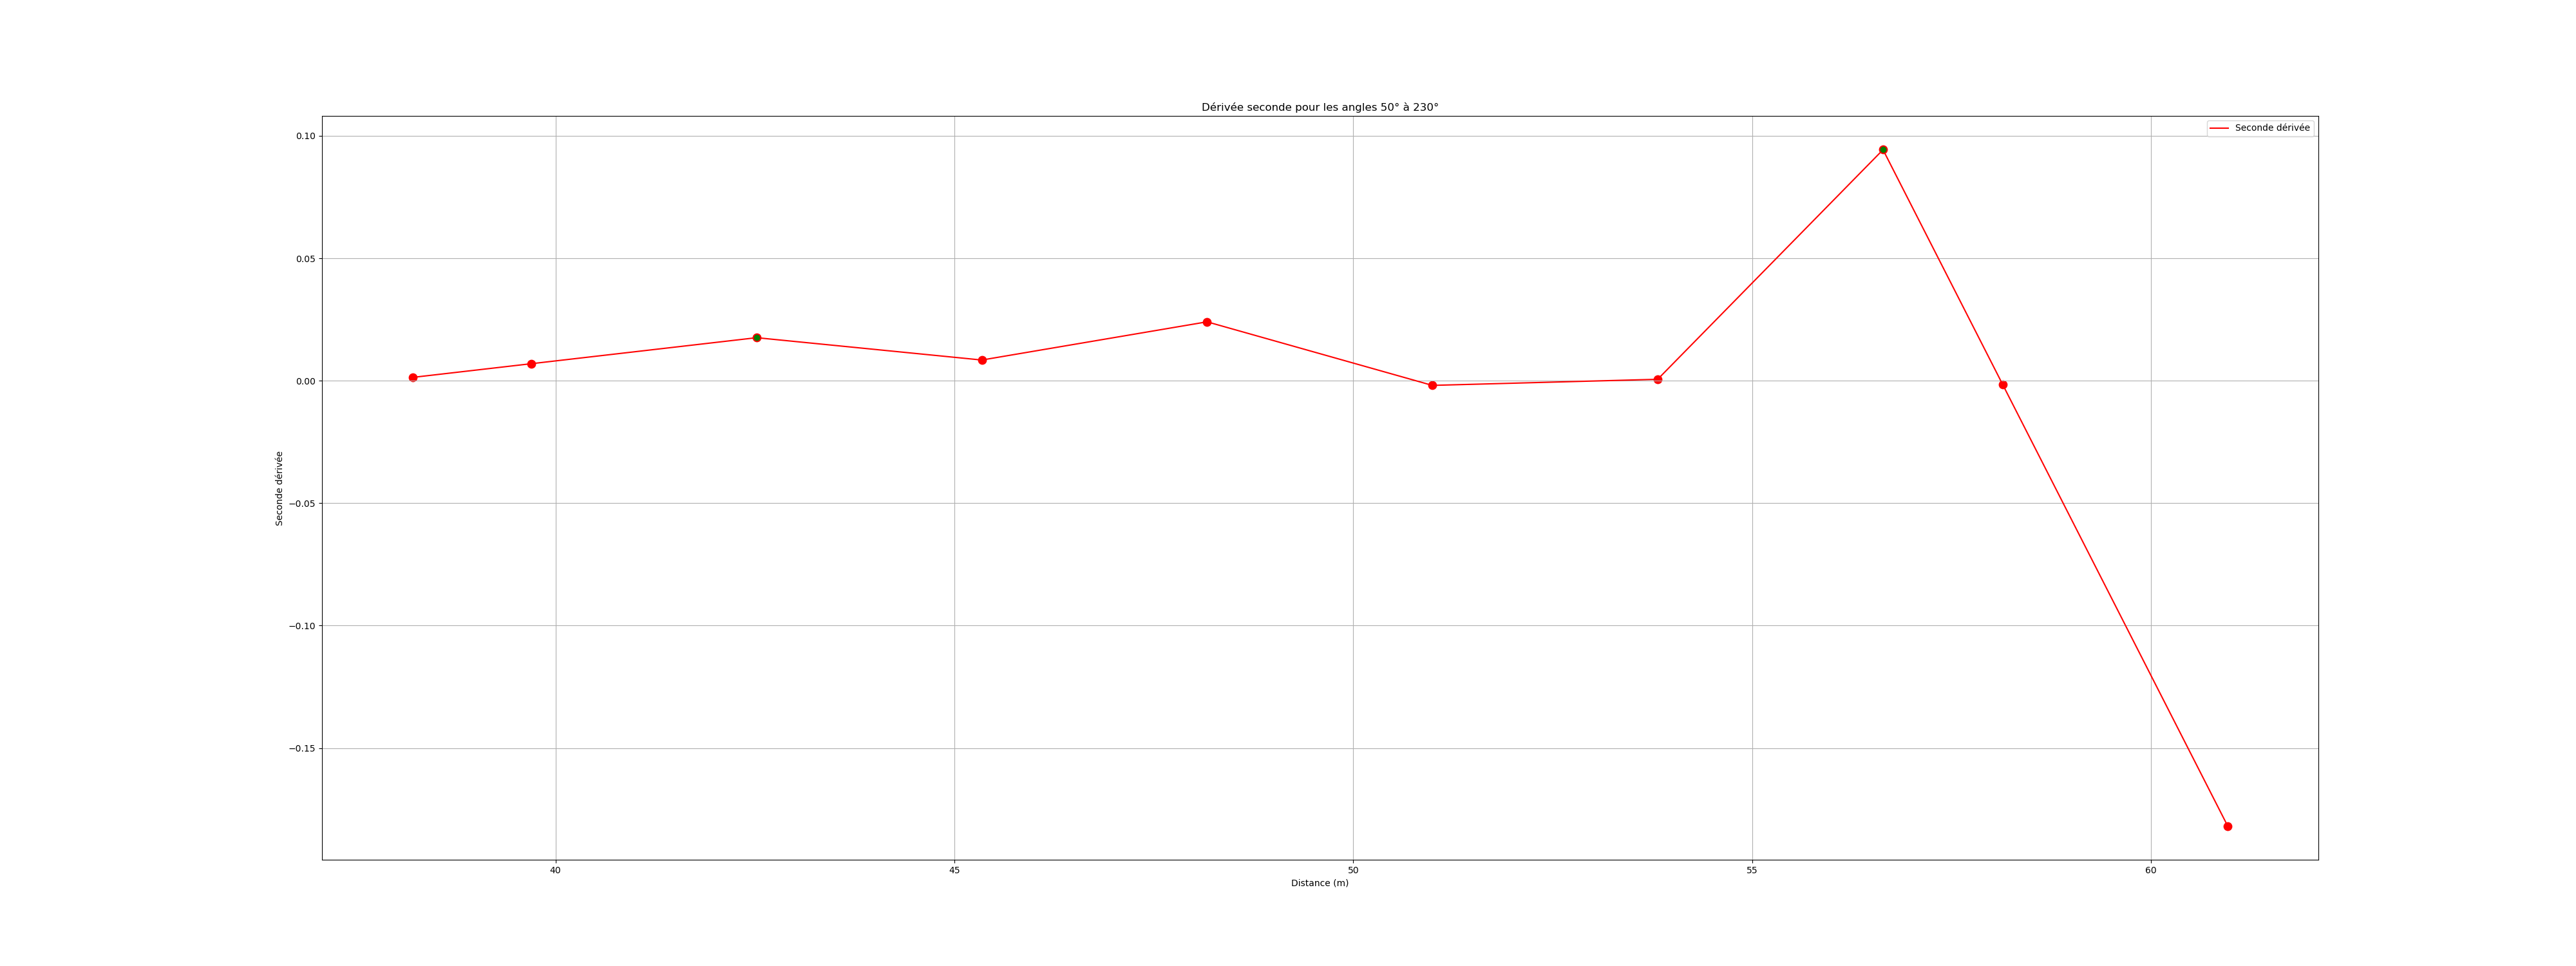 Dérivée seconde pour les angles 50° à 230°
Seconde dérivée
0.10
0.05
0.00
−0.05
−0.10
−0.15
Seconde dérivée
40
45
50
55
60
Distance (m)